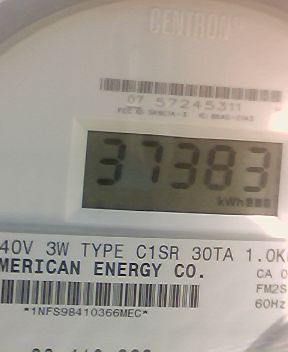 CENTRON
07 57245311
37383
kWh
40V 3W TYPE C1SR 30TA 1.0K
MERICAN ENERGY CO.
CA 0
FM2S
60Hz
*1NFS98410366MEC*